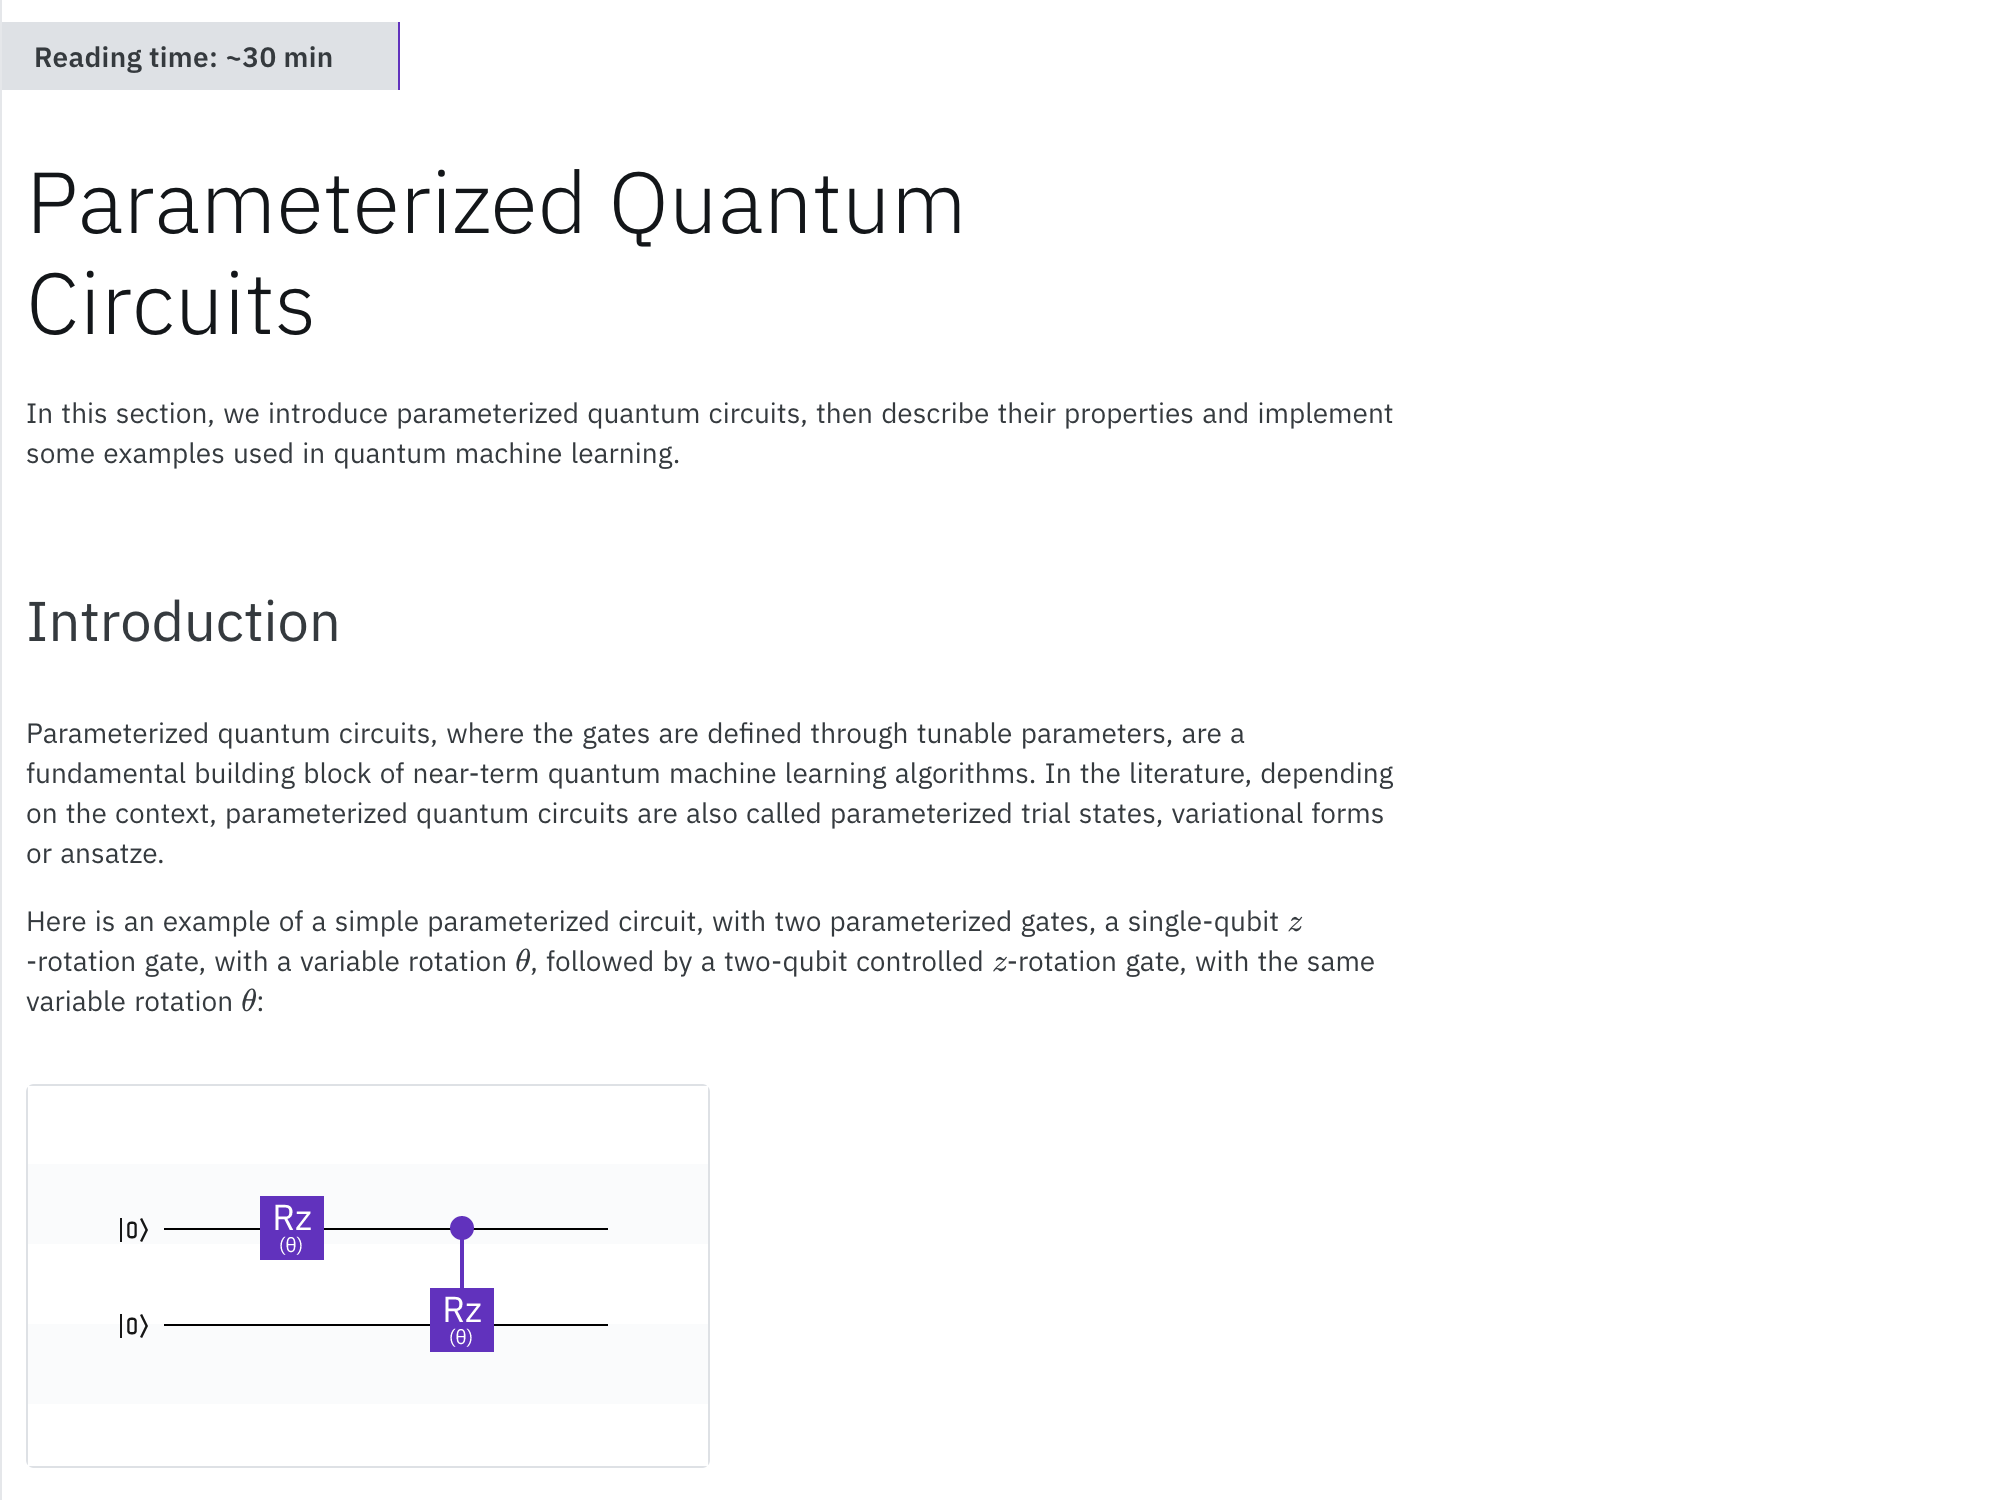 Reading time: ~30 min
Parameterized Quantum
Circuits
In this section, we introduce parameterized quantum circuits, then describe their properties and implement
some examples used in quantum machine learning.
Introduction
Parameterized quantum circuits, where the gates are defined through tunable parameters, are a
fundamental building block of near-term quantum machine learning algorithms. In the literature, depending
on the context, parameterized quantum circuits are also called parameterized trial states, variational forms
or ansatze.
Here is an example of a simple parameterized circuit, with two parameterized gates, a single-qubit z
-rotation gate, with a variable rotation θ, followed by a two-qubit controlled z-rotation gate, with the same
variable rotation θ:
|0⟩ Rz
(θ)
|0⟩ Rz
(θ)